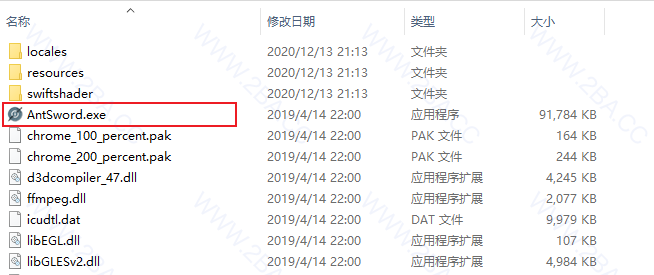 名称 修改日期 类型 大小
locales 2020/12/13 21:13 文件夹
resources 2020/12/13 21:13 文件夹
swiftshader 2020/12/13 21:13 文件夹
AntSword.exe 2019/4/14 22:00 应用程序 91,784 KB
chrome_100_percent.pak 2019/4/14 22:00 PAK 文件 164 KB
chrome_200_percent.pak 2019/4/14 22:00 PAK 文件 244 KB
d3dcompiler_47.dll 2019/4/14 22:00 应用程序扩展 4,245 KB
ffmpeg.dll 2019/4/14 22:00 应用程序扩展 2,077 KB
icudtl.dat 2019/4/14 22:00 DAT 文件 9,979 KB
libEGL.dll 2019/4/14 22:00 应用程序扩展 107 KB
libGLESv2.dll 2019/4/14 22:00 应用程序扩展 4,984 KB
WWW.2BA.CC